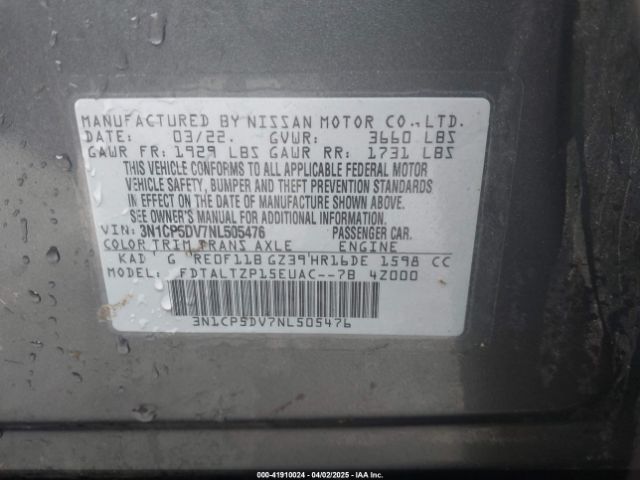 MANUFACTURED BY NISSAN MOTOR CO.,LTD.
DATE: 03/22. GVWR: 3660 LBS
GAWR FR: 1929 LBS GAWR RR: 1731 LBS
THIS VEHICLE CONFORMS TO ALL APPLICABLE FEDERAL MOTOR
VEHICLE SAFETY, BUMPER AND THEFT PREVENTION STANDARDS
IN EFFECT ON THE DATE OF MANUFACTURE SHOWN ABOVE.
SEE OWNER'S MANUAL FOR ADDITIONAL INFORMATION.
VIN: 3N1CP5DV7NL505476 PASSENGER CAR.
COLOR TRIM TRANS AXLE ENGINE
KAD G RE0F11B GZ39 HR16DE 1598 CC
MODEL: FDTALTZP15EUAC--7B 4Z000
3N1CP5DV7NL505476
000-41910024 | 04/02/2025 - IAA, Inc.